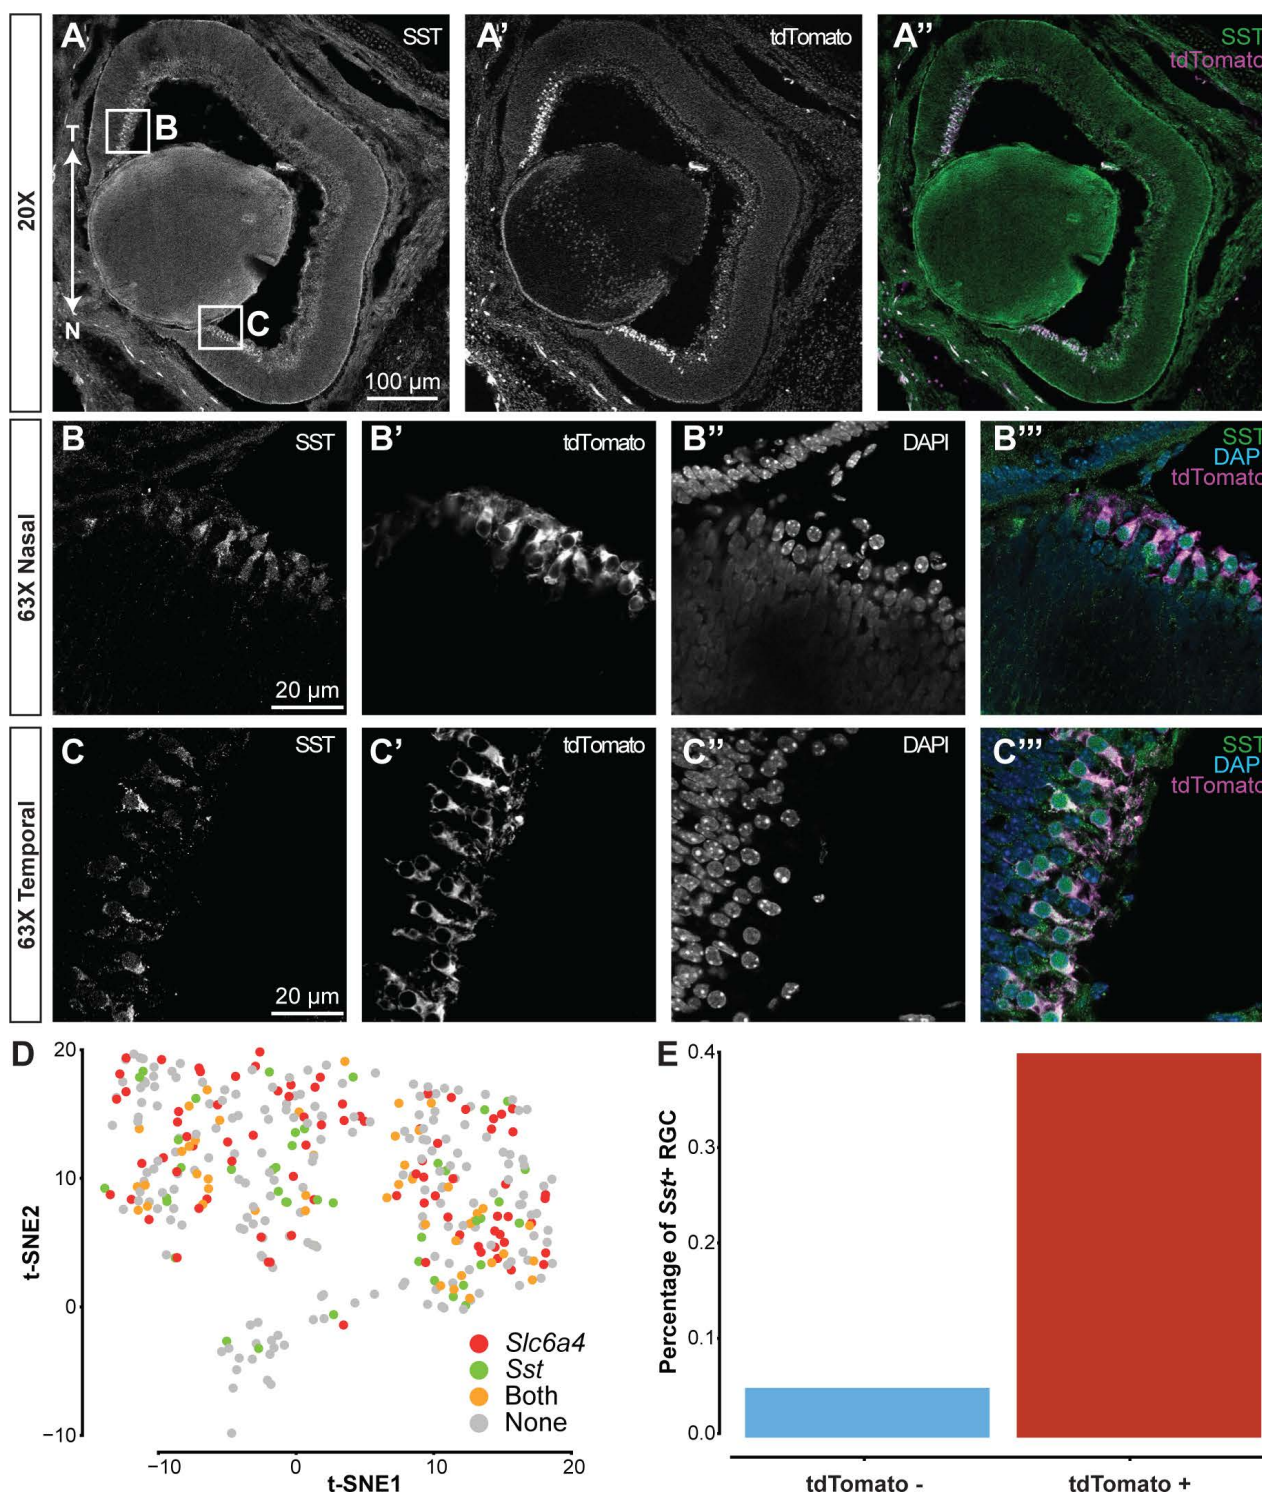 20X
A
SST
T
B
N
C
100 µm
A'
tdTomato
A''
SST
tdTomato
63X Nasal
B
SST
20 µm
B'
tdTomato
B''
DAPI
B'''
SST
DAP
tdTomato
63X Temporal
C
SST
20 µm
C'
tdTomato
C''
DAPI
C'''
SST
DAP
tdTomato
D
t-SNE2
20
10
0
−10
Slc6a4
Sst
Both
None
−10
0
10
20
t-SNE1
E
Percentage of Sst+ RGC
0.4
0.3
0.2
0.1
0.0
tdTomato -
tdTomato +